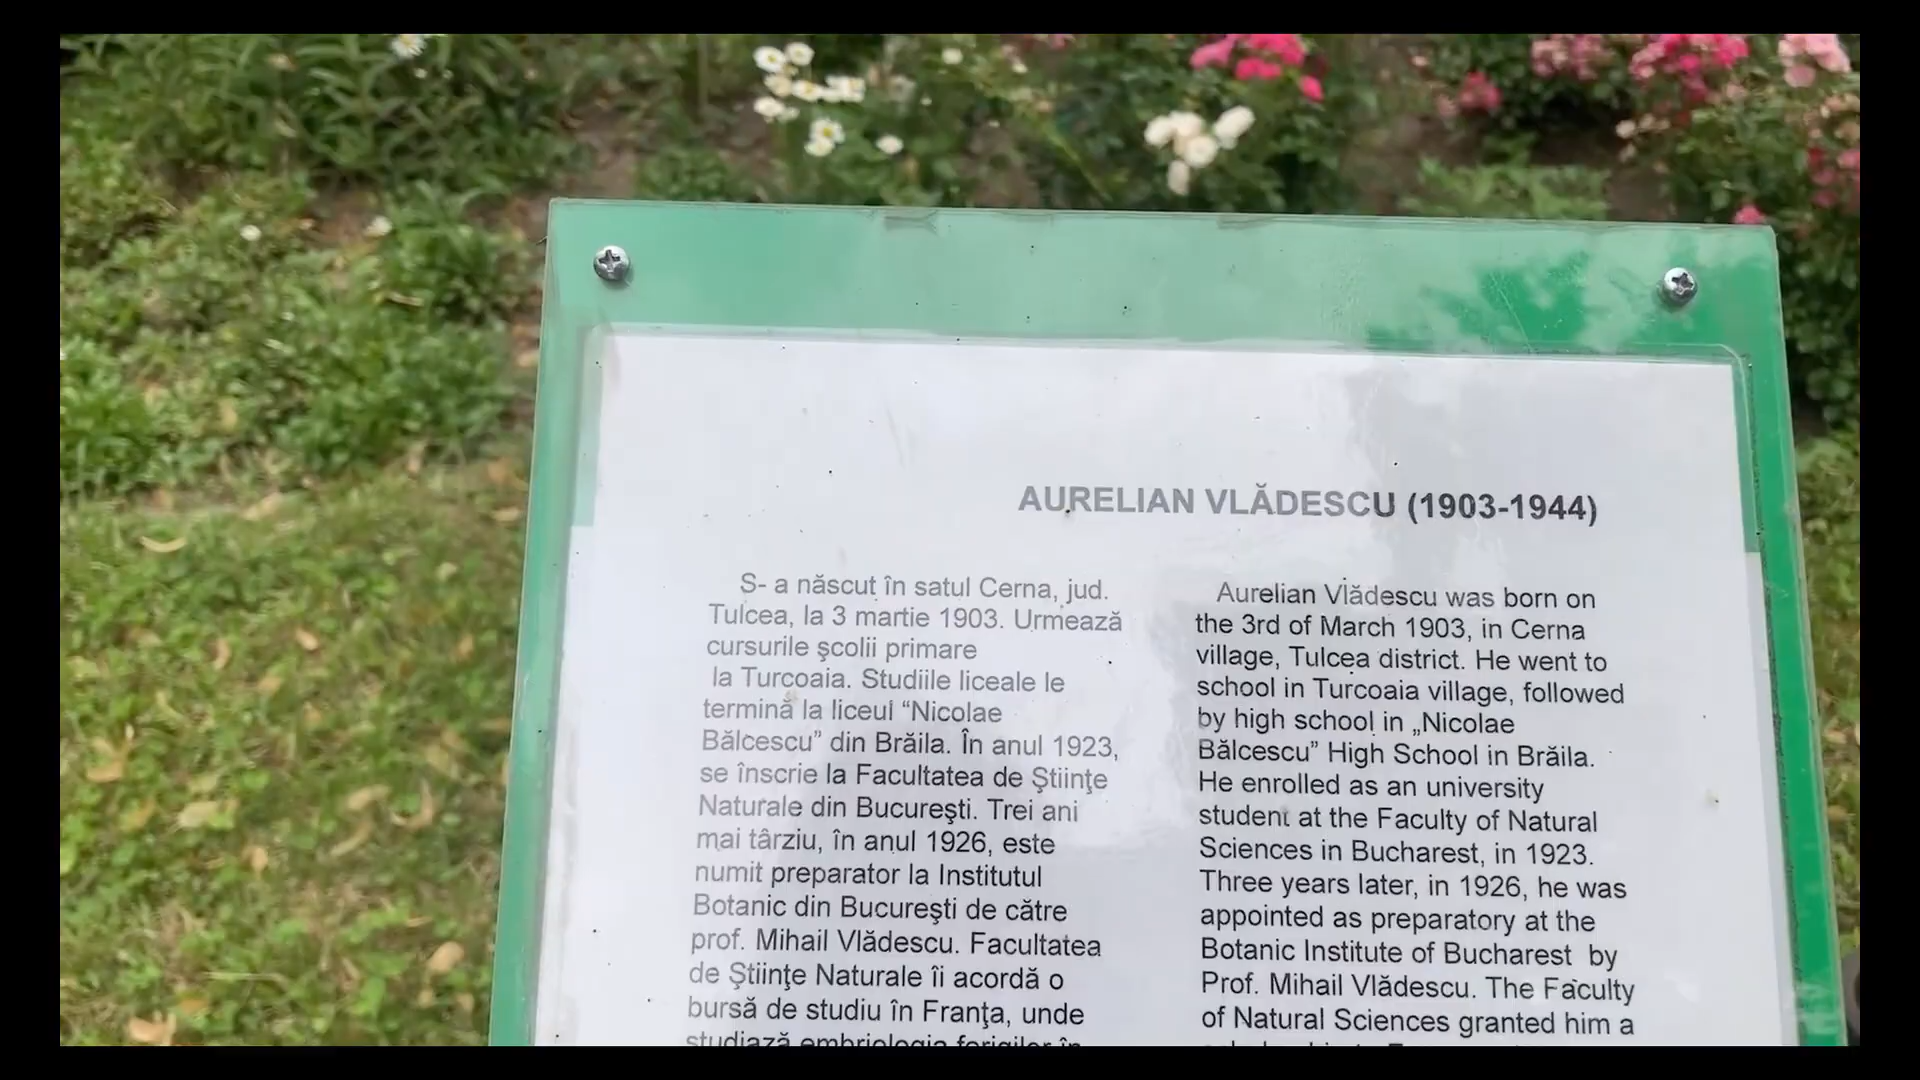 AURELIAN VLĂDESCU (1903-1944)
S- a născut în satul Cerna, jud.
Tulcea, la 3 martie 1903. Urmează
cursurile şcolii primare
la Turcoaia. Studiile liceale le
termină la liceul “Nicolae
Bălcescu” din Brăila. În anul 1923,
se înscrie la Facultatea de Ştiinţe
Naturale din Bucureşti. Trei ani
mai târziu, în anul 1926, este
numit preparator la Institutul
Botanic din Bucureşti de către
prof. Mihail Vlădescu. Facultatea
de Ştiinţe Naturale îi acordă o
bursă de studiu în Franţa, unde
studiază embriologia ferigilor în
Aurelian Vlădescu was born on
the 3rd of March 1903, in Cerna
village, Tulcea district. He went to
school in Turcoaia village, followed
by high school in „Nicolae
Bălcescu” High School in Brăila.
He enrolled as an university
student at the Faculty of Natural
Sciences in Bucharest, in 1923.
Three years later, in 1926, he was
appointed as preparatory at the
Botanic Institute of Bucharest by
Prof. Mihail Vlădescu. The Faculty
of Natural Sciences granted him a